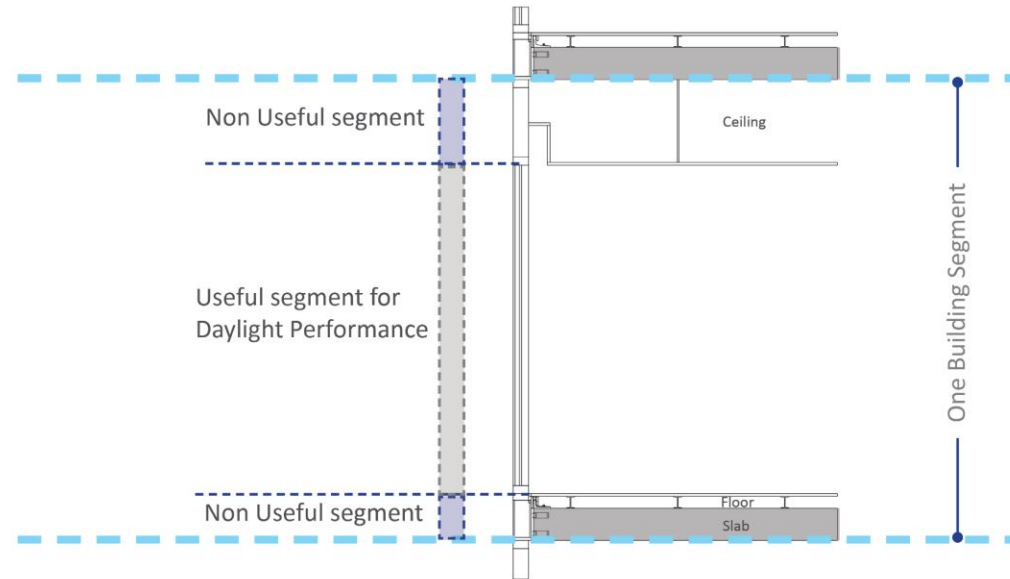 Non Useful segment
Ceiling
Useful segment for
Daylight Performance
One Building Segment
Non Useful segment
Floor
Slab